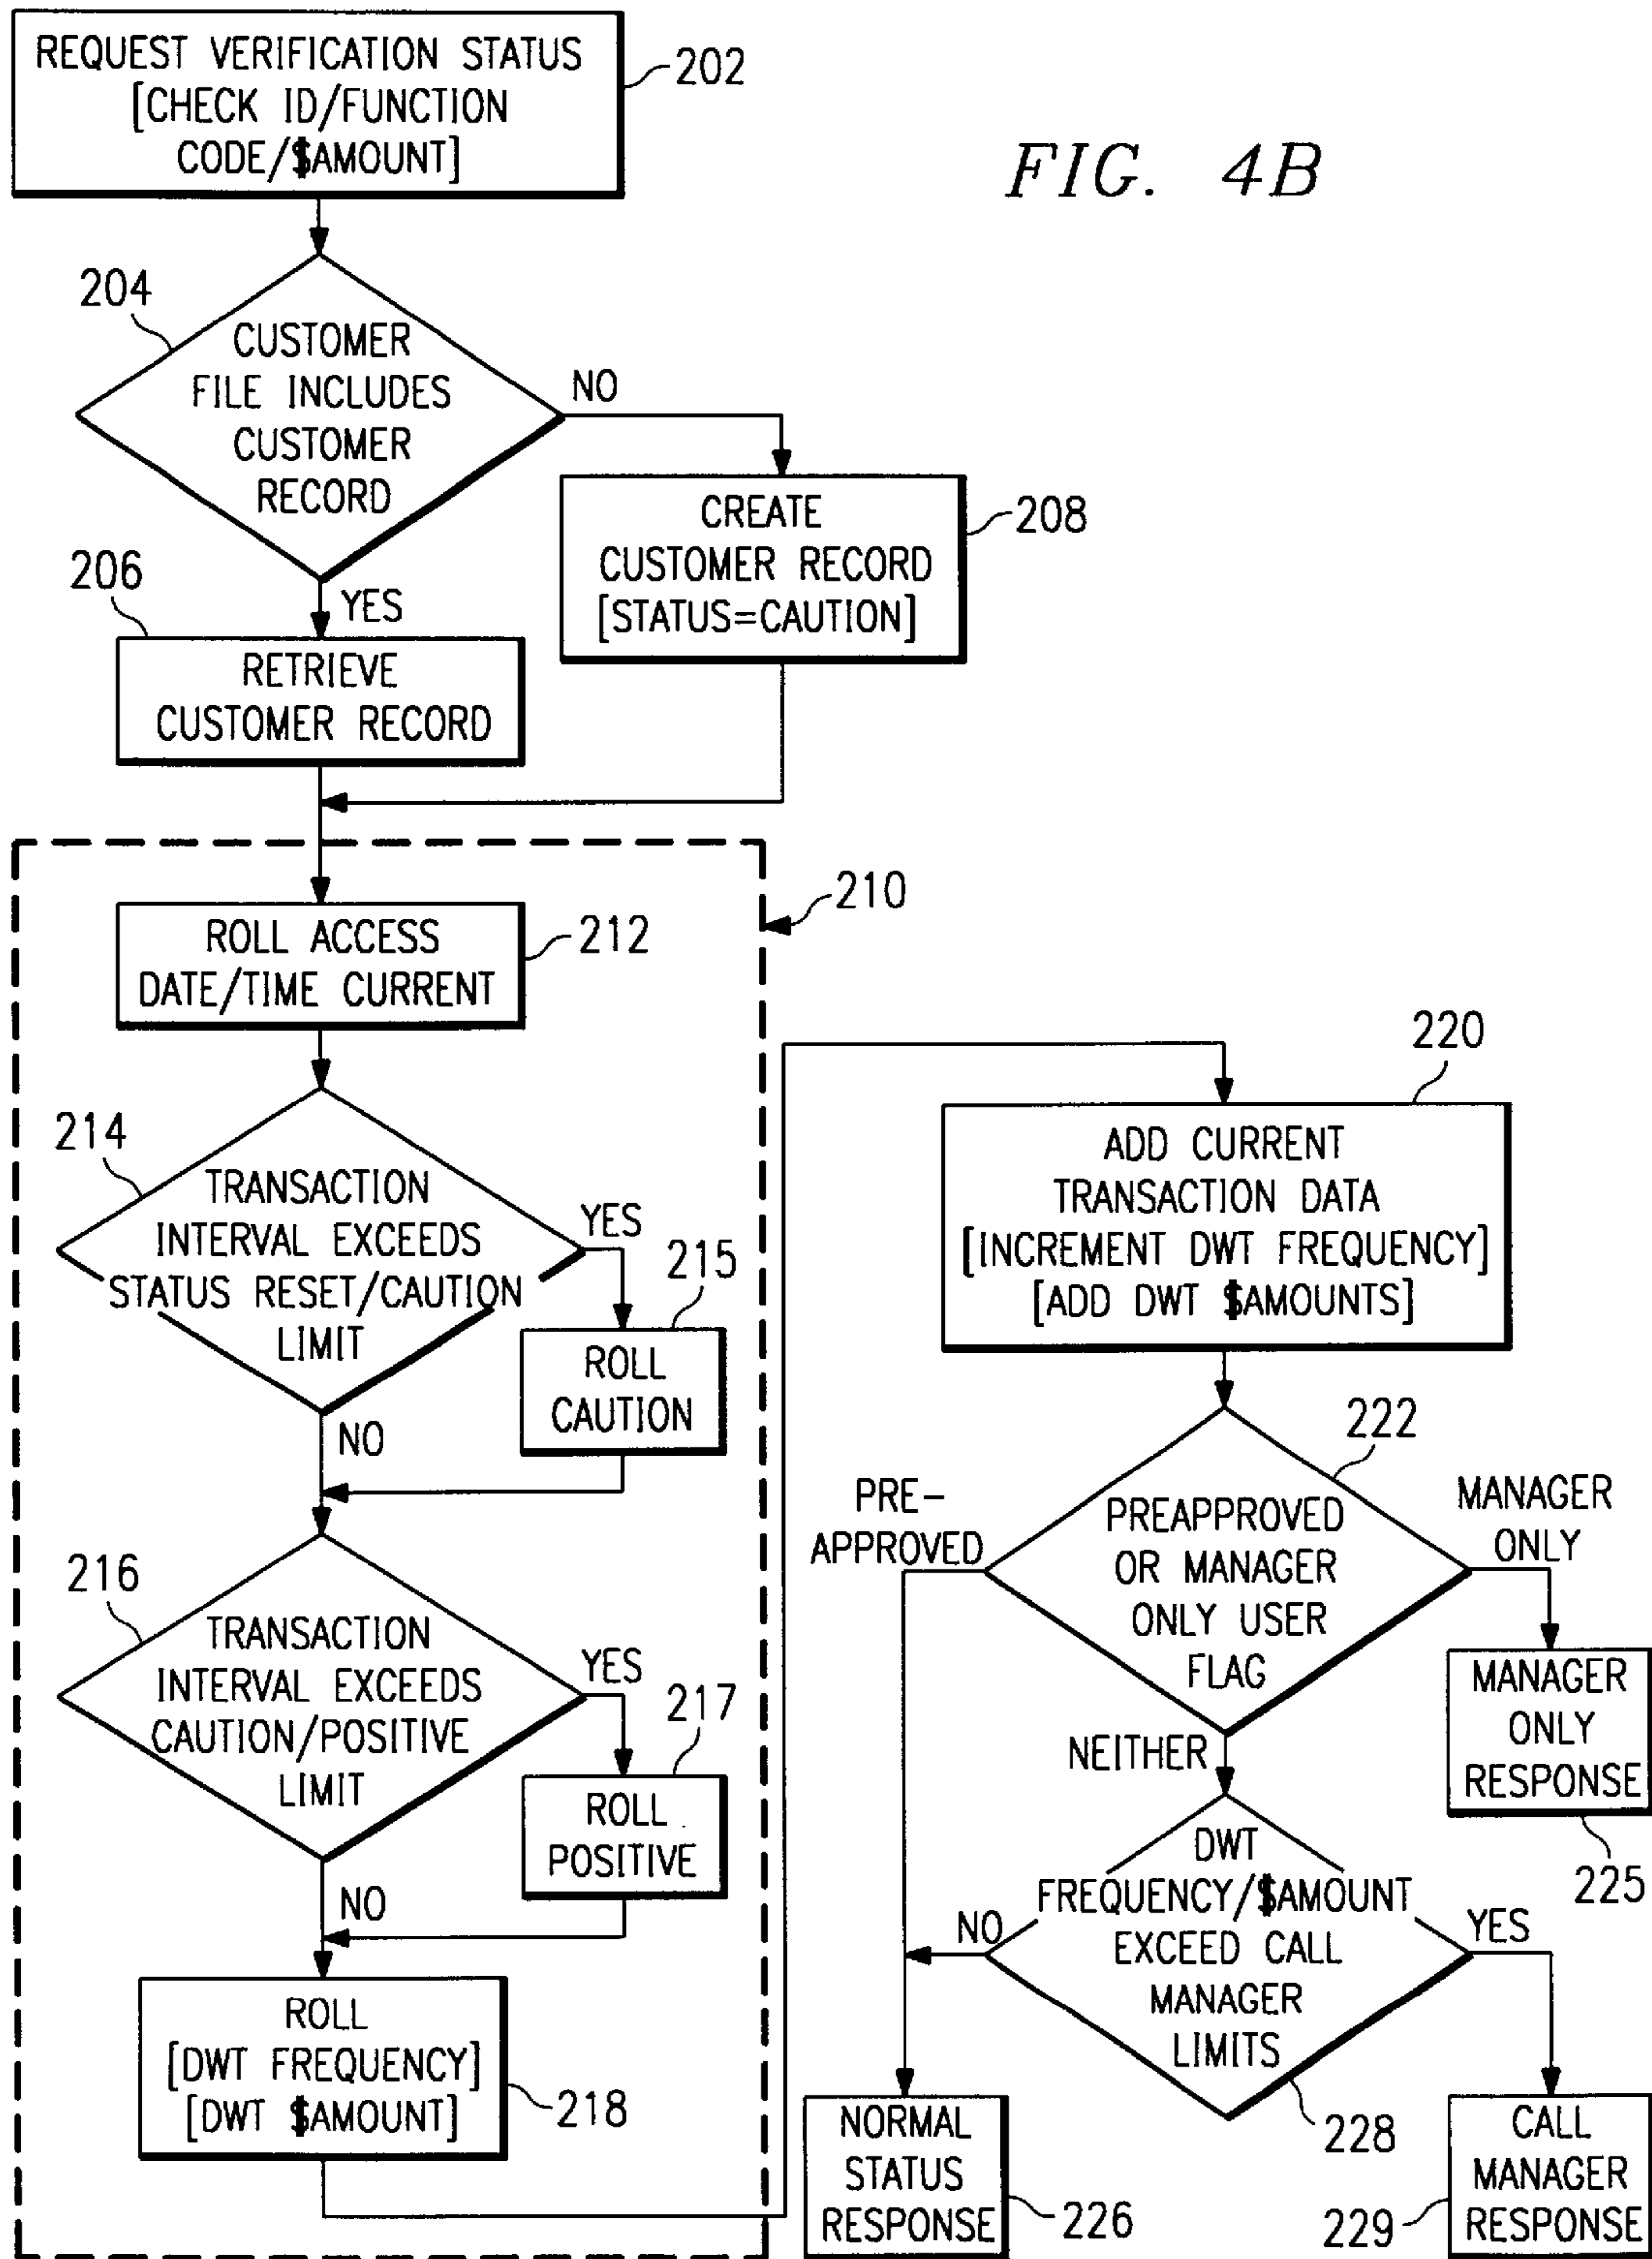 REQUEST VERIFICATION STATUS
[CHECK ID/FUNCTION
CODE/$AMOUNT]
202
FIG. 4B
204
CUSTOMER
FILE INCLUDES
CUSTOMER
RECORD
NO
YES
CREATE
CUSTOMER RECORD
[STATUS=CAUTION]
208
206
RETRIEVE
CUSTOMER RECORD
210
ROLL ACCESS
DATE/TIME CURRENT
212
214
TRANSACTION
INTERVAL EXCEEDS
STATUS RESET/CAUTION
LIMIT
YES
NO
215
ROLL
CAUTION
216
TRANSACTION
INTERVAL EXCEEDS
CAUTION/POSITIVE
LIMIT
YES
NO
217
ROLL
POSITIVE
ROLL
[DWT FREQUENCY]
[DWT $AMOUNT]
218
220
ADD CURRENT
TRANSACTION DATA
[INCREMENT DWT FREQUENCY]
[ADD DWT $AMOUNTS]
222
PREAPPROVED
OR MANAGER
ONLY USER
FLAG
PRE-
APPROVED
MANAGER
ONLY
NEITHER
MANAGER
ONLY
RESPONSE
225
DWT
FREQUENCY/$AMOUNT
EXCEED CALL
MANAGER
LIMITS
NO
YES
228
NORMAL
STATUS
RESPONSE
226
CALL
MANAGER
RESPONSE
229